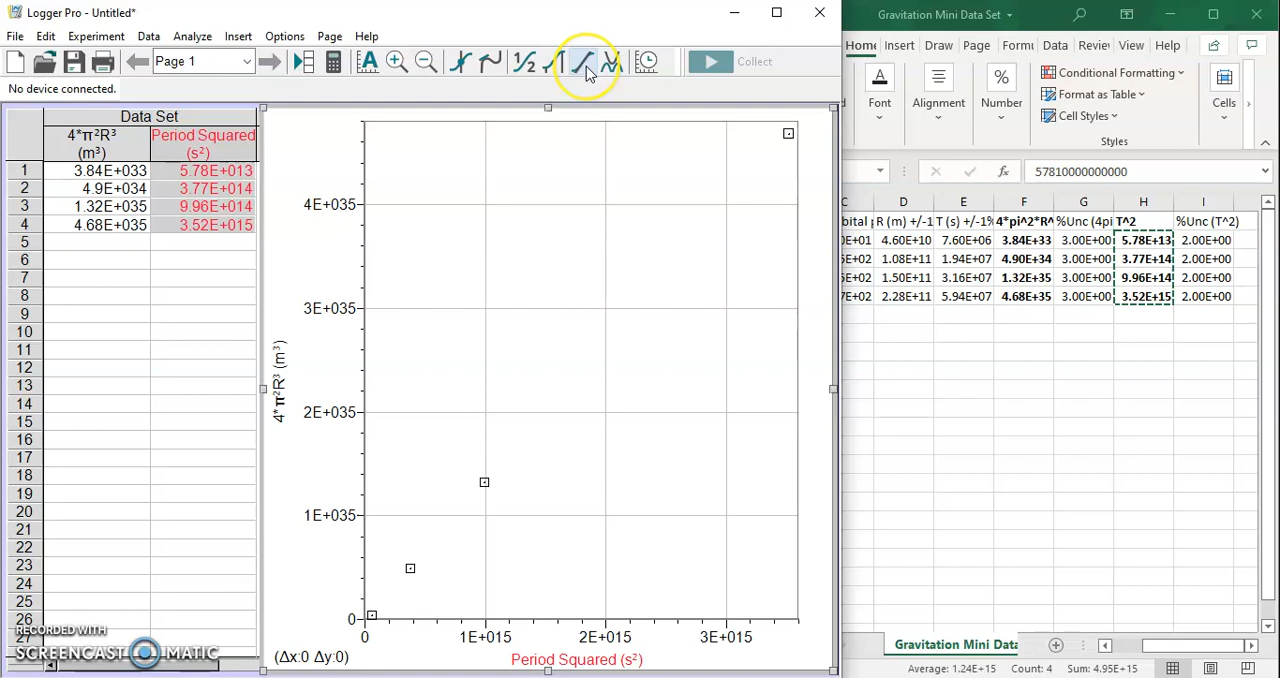 Logger Pro - Untitled*
File Edit Experiment Data Analyze Insert Options Page Help
Page 1
Collect
No device connected.
Data Set
4*π²R³ Period Squared
(m³) (s²)
1 3.84E+033 5.78E+013
2 4.9E+034 3.77E+014
3 1.32E+035 9.96E+014
4 4.68E+035 3.52E+015
5
6
7
8
9
10
11
12
13
14
15
16
17
18
19
20
21
22
23
24
25
26
27
4*π²R³ (m³)
4E+035
3E+035
2E+035
1E+035
0
0 1E+015 2E+015 3E+015
(Δx:0 Δy:0)
Period Squared (s²)
RECORDED WITH
SCREENCAST MATIC
Gravitation Mini Data Set
Home Insert Draw Page Formu Data Review View Help
Font
Alignment
Number
Conditional Formatting
Format as Table
Cell Styles
Styles
Cells
57810000000000
C D E F G H I
R (m) +/-1 T (s) +/-1% 4*pi^2*R^ %Unc (4pi T^2 %Unc (T^2)
0E+01 4.60E+10 7.60E+06 3.84E+33 3.00E+00 5.78E+13 2.00E+00
1.08E+11 1.94E+07 4.90E+34 3.00E+00 3.77E+14 2.00E+00
1.50E+11 3.16E+07 1.32E+35 3.00E+00 9.96E+14 2.00E+00
2.28E+11 5.94E+07 4.68E+35 3.00E+00 3.52E+15 2.00E+00
Gravitation Mini Data
Average: 1.24E+15 Count: 4 Sum: 4.95E+15